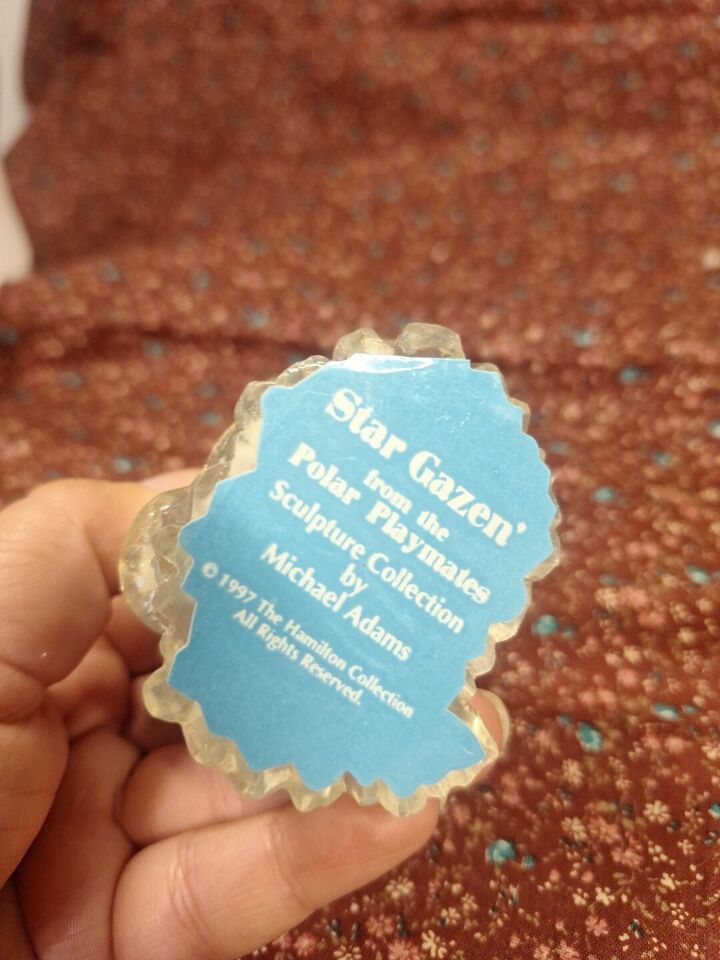 Star Gazen'
from the
Polar Playmates
Sculpture Collection
by
Michael Adams
© 1997 The Hamilton Collection
All Rights Reserved.